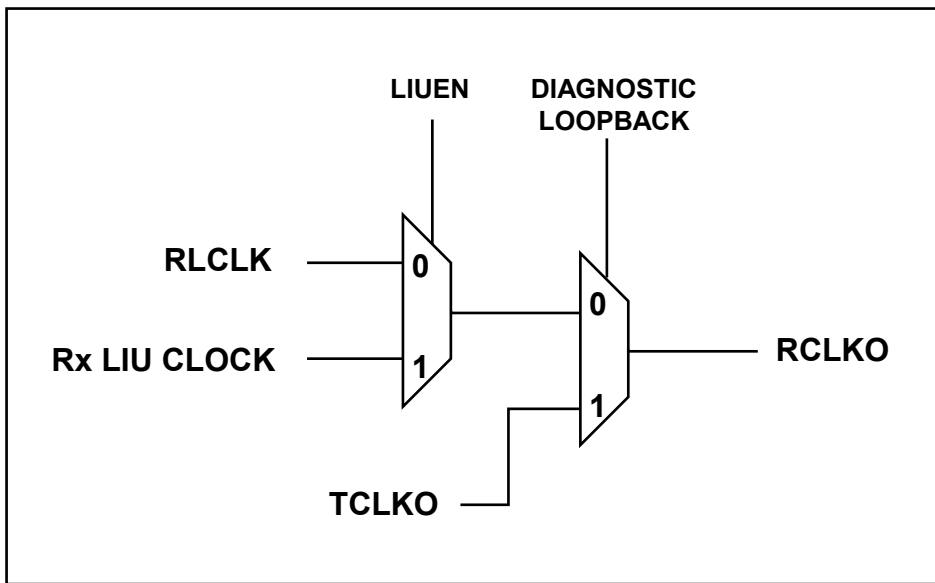 LIUEN
DIAGNOSTIC
LOOPBACK
RLCLK
0
0
Rx LIU CLOCK
1
RCLKO
1
TCLKO